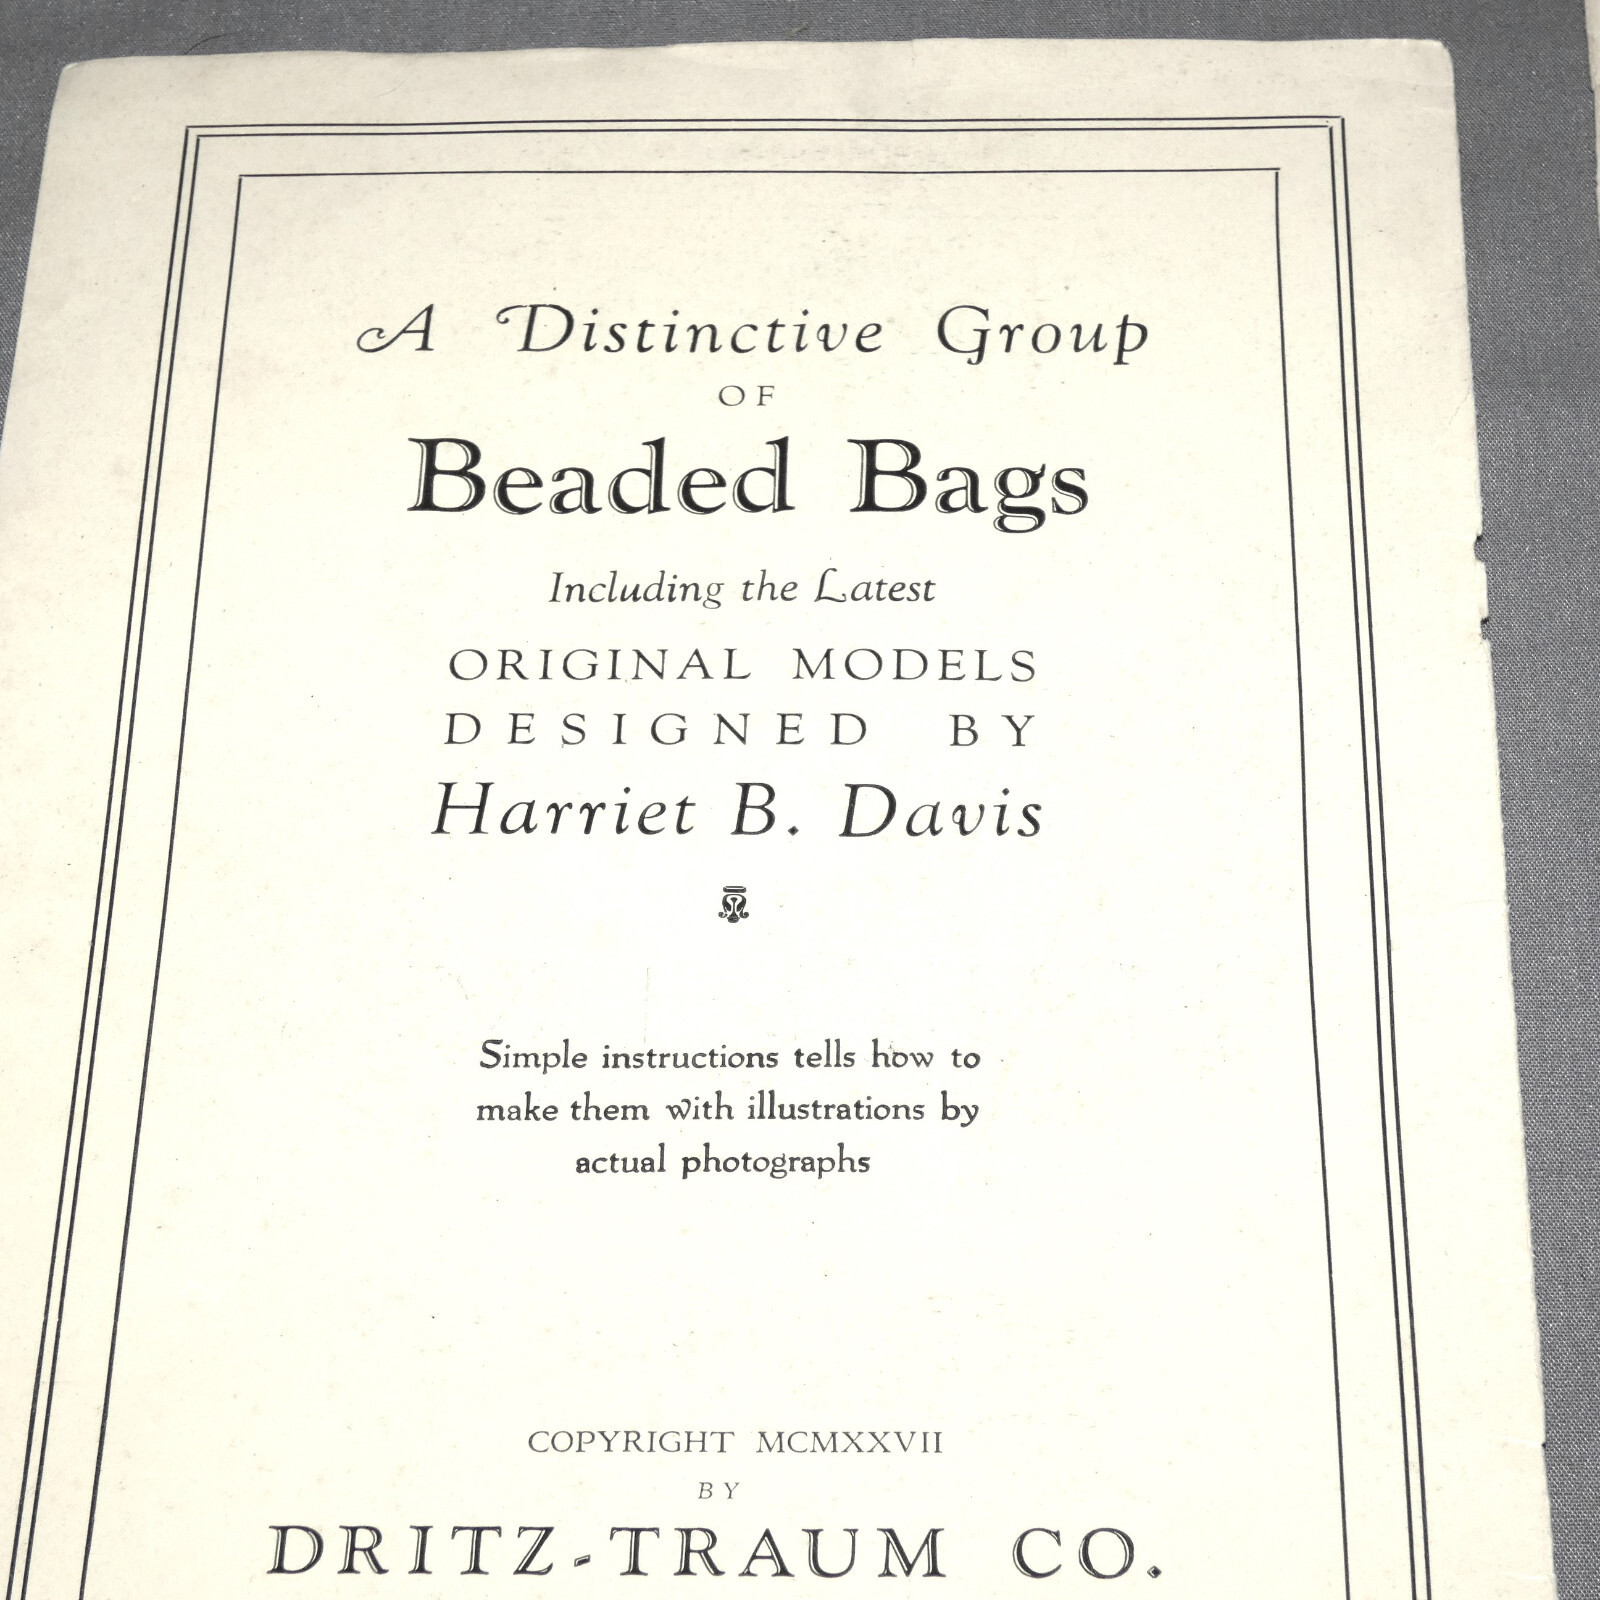 A Distinctive Group
OF
Beaded Bags
Including the Latest
ORIGINAL MODELS
DESIGNED BY
Harriet B. Davis
Simple instructions tells how to
make them with illustrations by
actual photographs
COPYRIGHT MCMXXVII
BY
DRITZ-TRAUM CO.